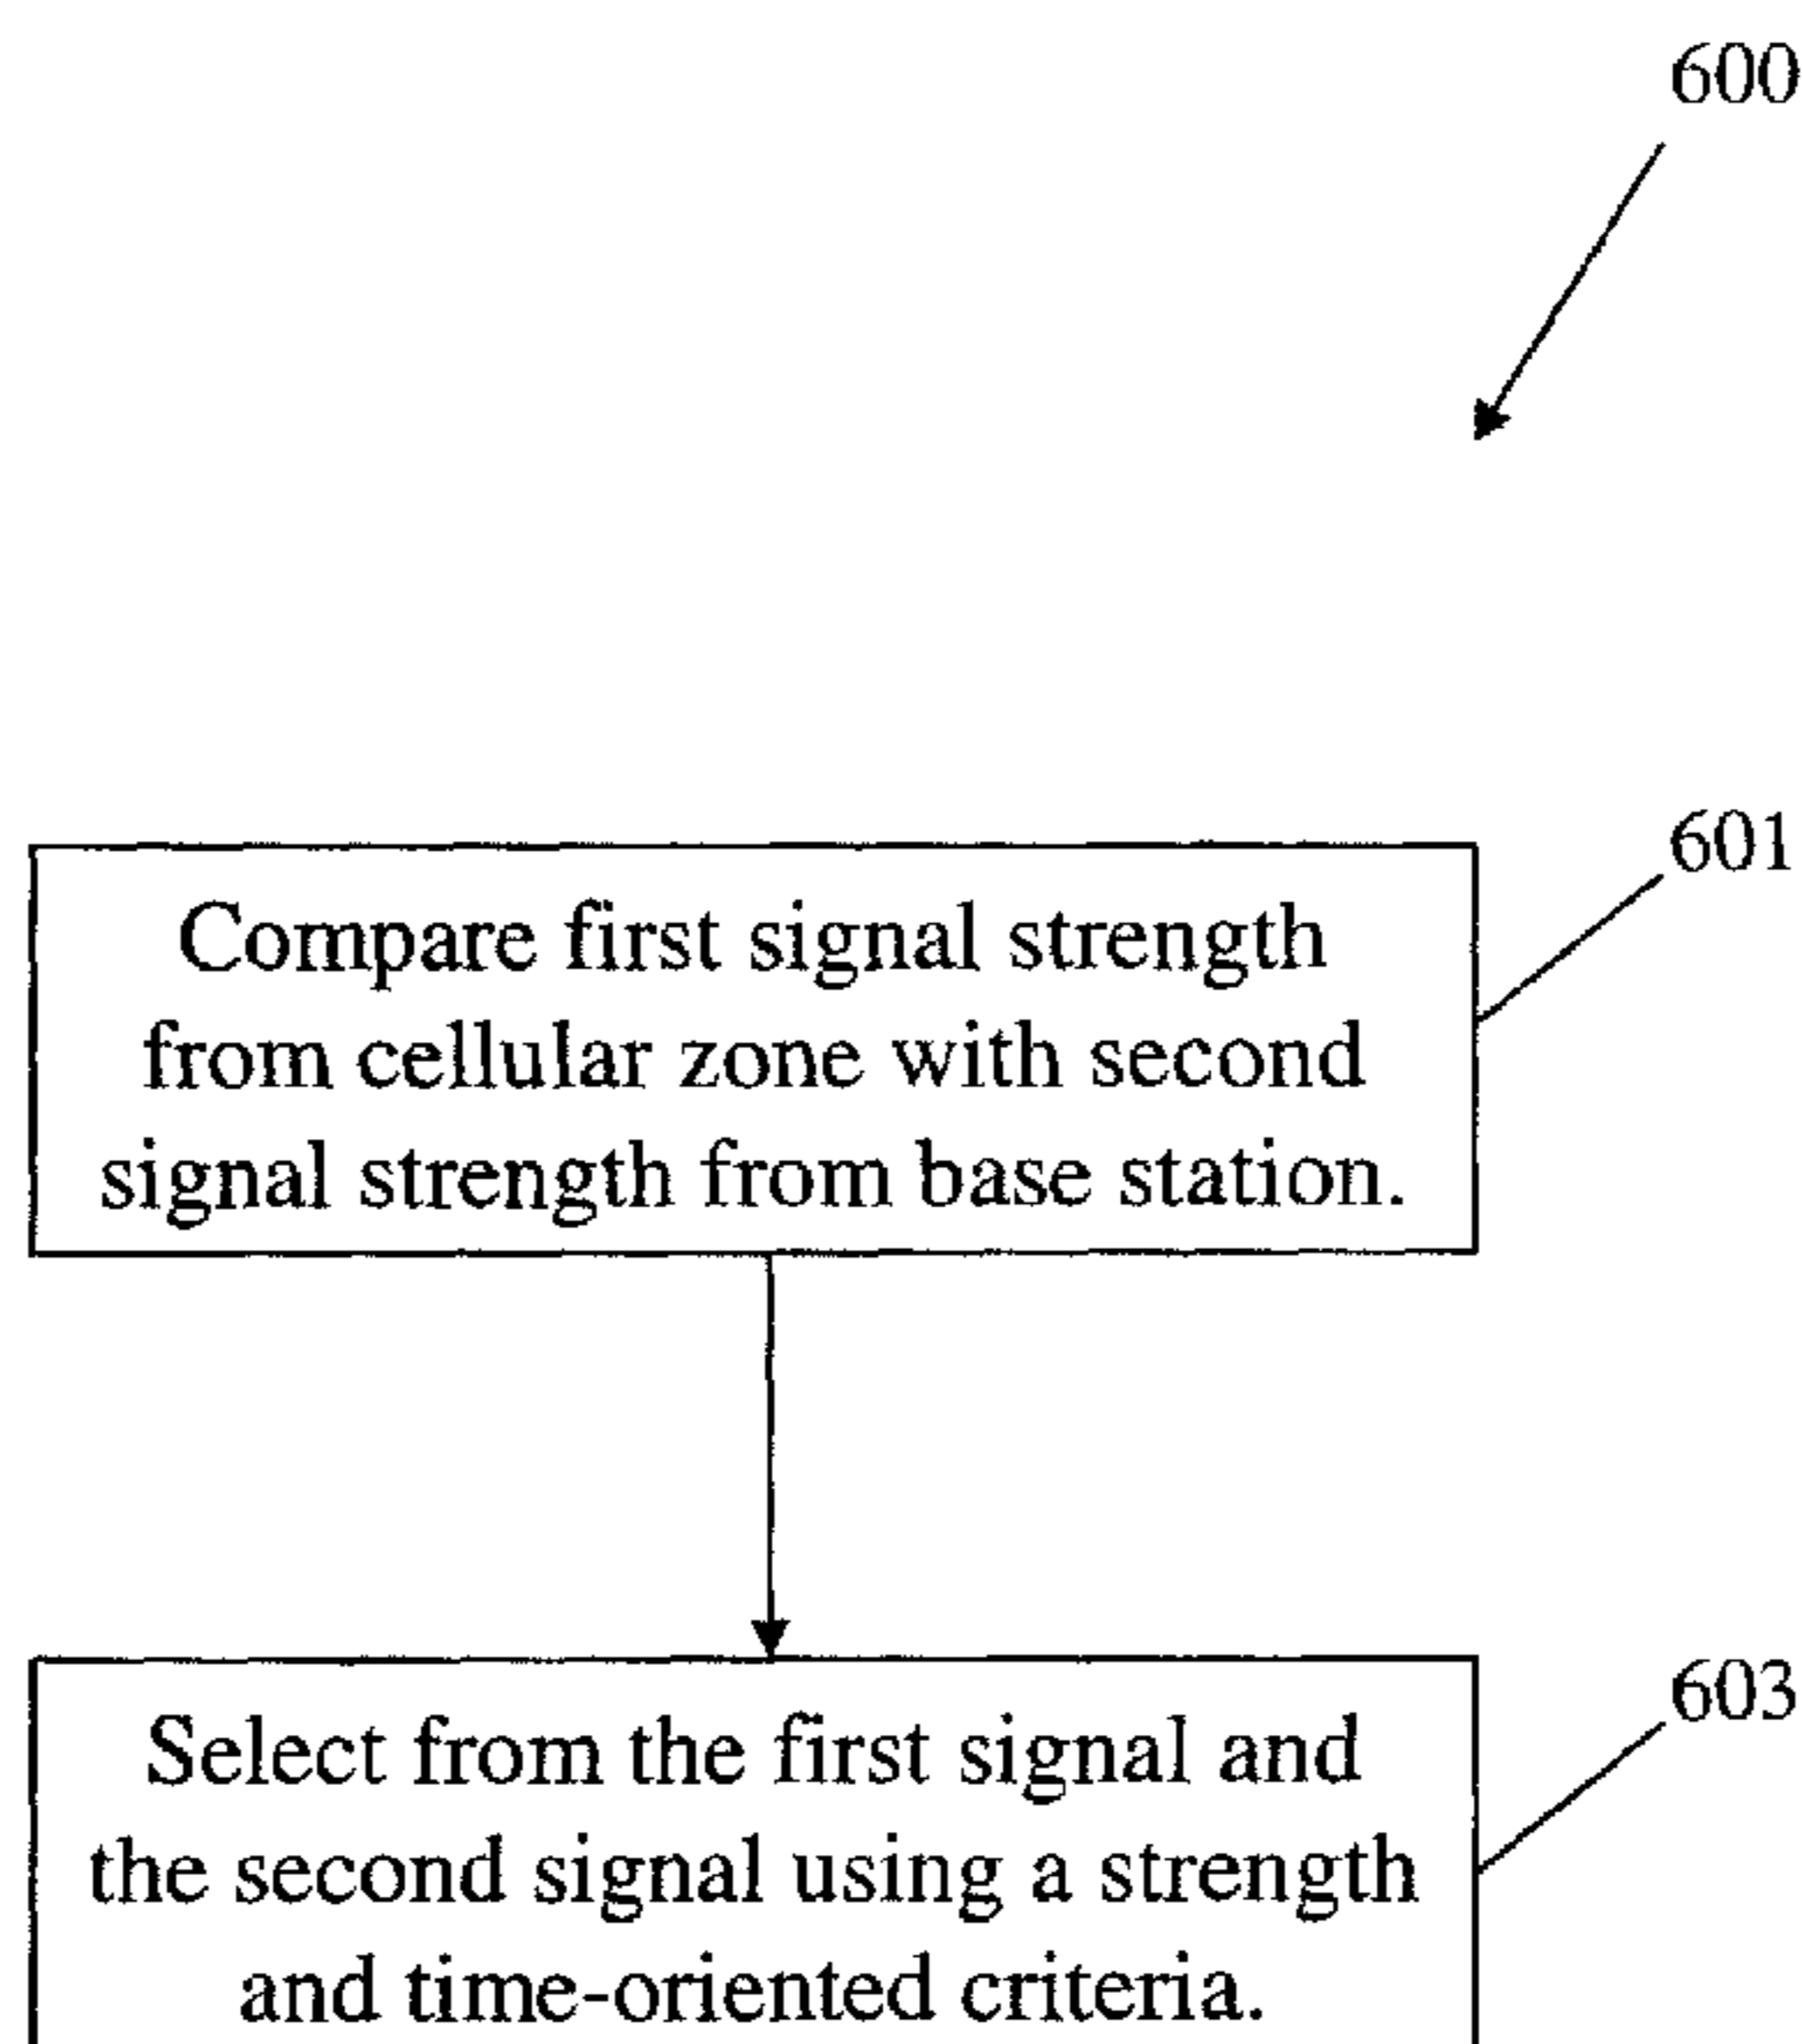 600
601
Compare first signal strength
from cellular zone with second
signal strength from base station.
603
Select from the first signal and
the second signal using a strength
and time-oriented criteria.